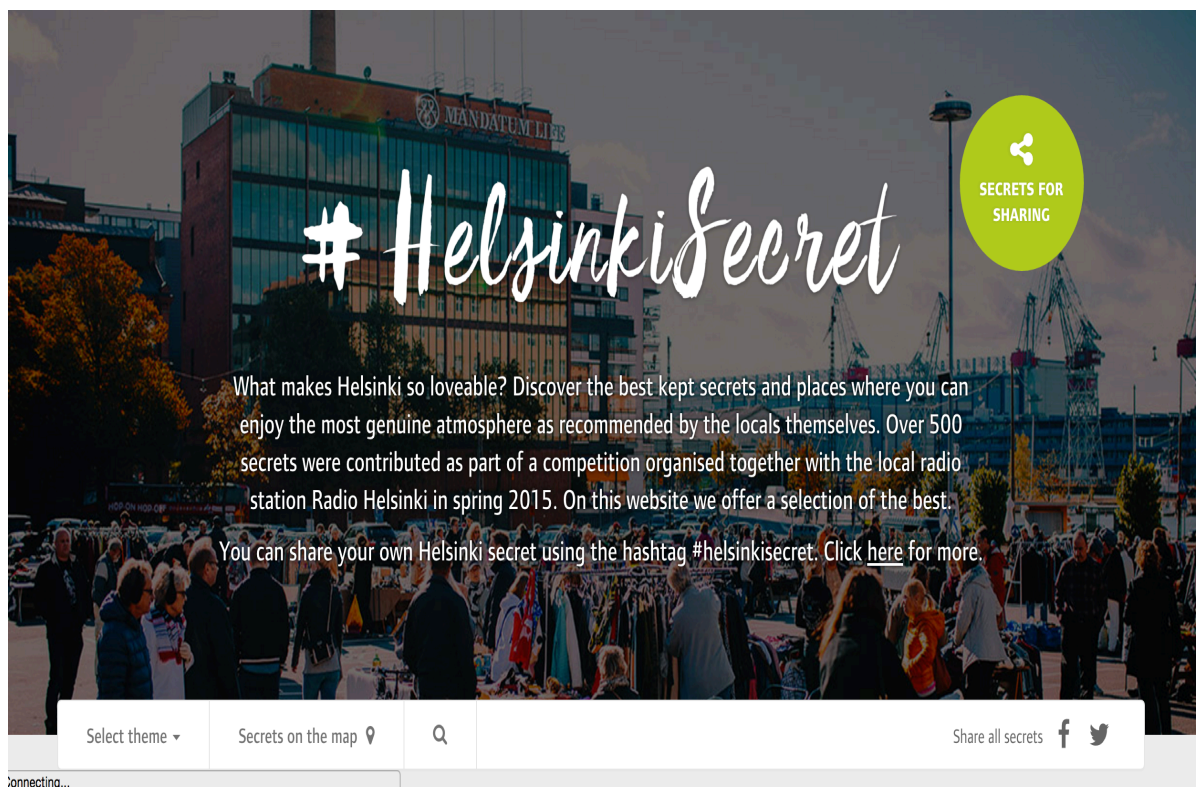 MANDATUM LIFE
SECRETS FOR
SHARING
#HelsinkiSecret
What makes Helsinki so loveable? Discover the best kept secrets and places where you can
enjoy the most genuine atmosphere as recommended by the locals themselves. Over 500
secrets were contributed as part of a competition organised together with the local radio
station Radio Helsinki in spring 2015. On this website we offer a selection of the best.
HOP-ON HOP-OFF
You can share your own Helsinki secret using the hashtag #helsinkisecret. Click here for more.
Select theme
Secrets on the map
Share all secrets
Connecting...